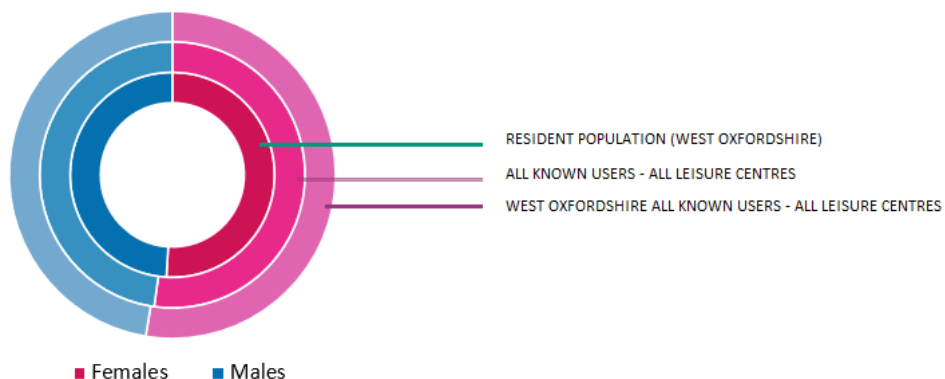 RESIDENT POPULATION (WEST OXFORDSHIRE)
ALL KNOWN USERS - ALL LEISURE CENTRES
WEST OXFORDSHIRE ALL KNOWN USERS - ALL LEISURE CENTRES
Females Males